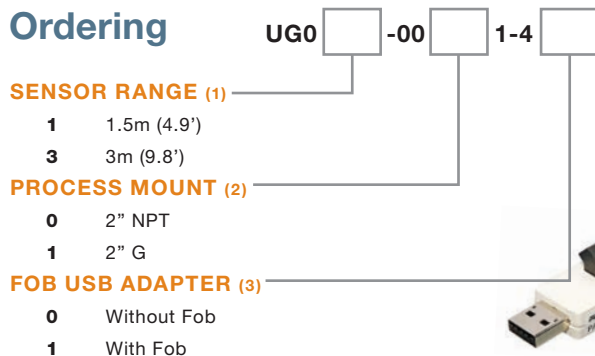 Ordering
UG0 -00 1-4
SENSOR RANGE (1)
1 1.5m (4.9’)
3 3m (9.8’)
PROCESS MOUNT (2)
0 2” NPT
1 2” G
FOB USB ADAPTER (3)
0 Without Fob
1 With Fob